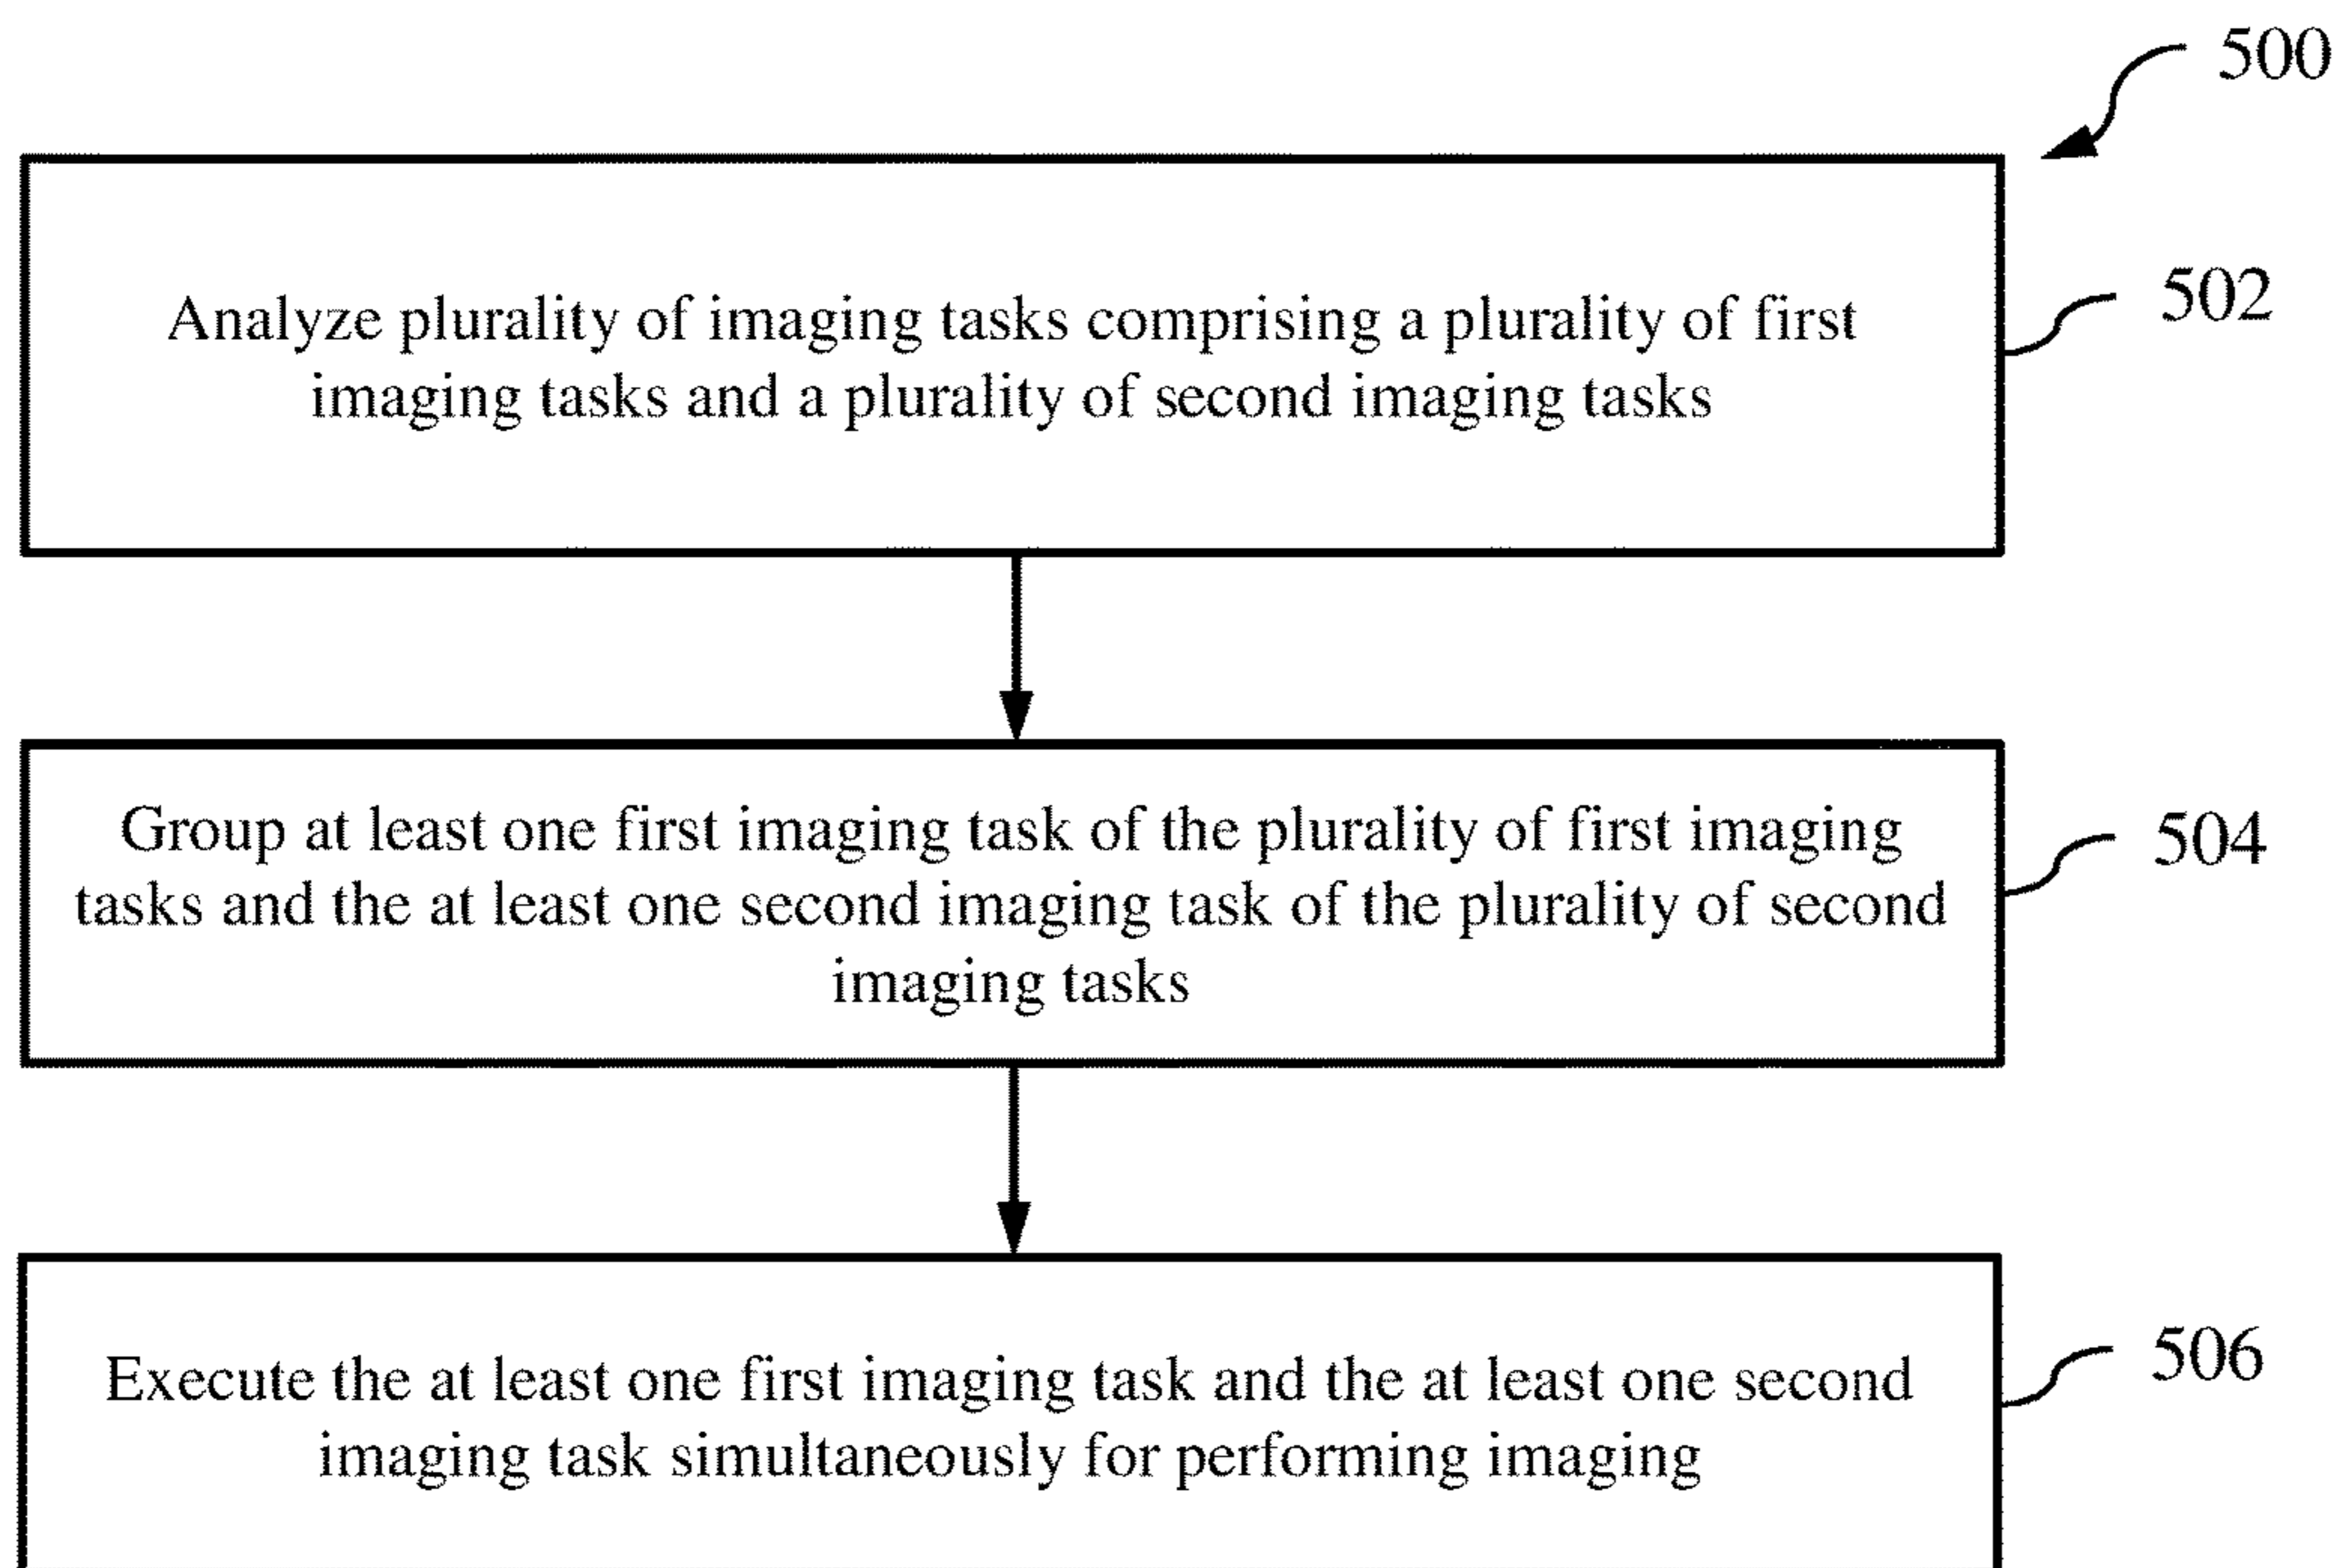 500
502
Analyze plurality of imaging tasks comprising a plurality of first
imaging tasks and a plurality of second imaging tasks
504
Group at least one first imaging task of the plurality of first imaging
tasks and the at least one second imaging task of the plurality of second
imaging tasks
506
Execute the at least one first imaging task and the at least one second
imaging task simultaneously for performing imaging